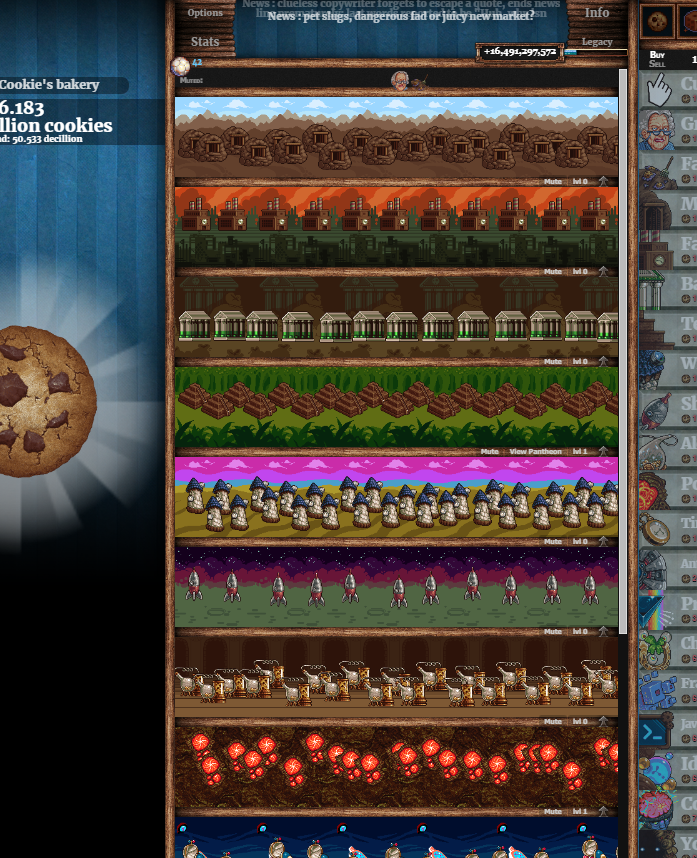 Cookie's bakery
6.183
llion cookies
nd: 50.533 decillion
Options
Stats
News : clueless copywriter forgets to escape a quote, ends news
News : pet slugs, dangerous fad or juicy new market?
Info
Legacy
+16,491,297,572
42
Mute lvl 0
Mute lvl 0
Mute lvl 0
Mute View Pantheon lvl 1
Mute lvl 0
Mute lvl 0
Mute lvl 0
Mute lvl 1
BUY
SELL
1